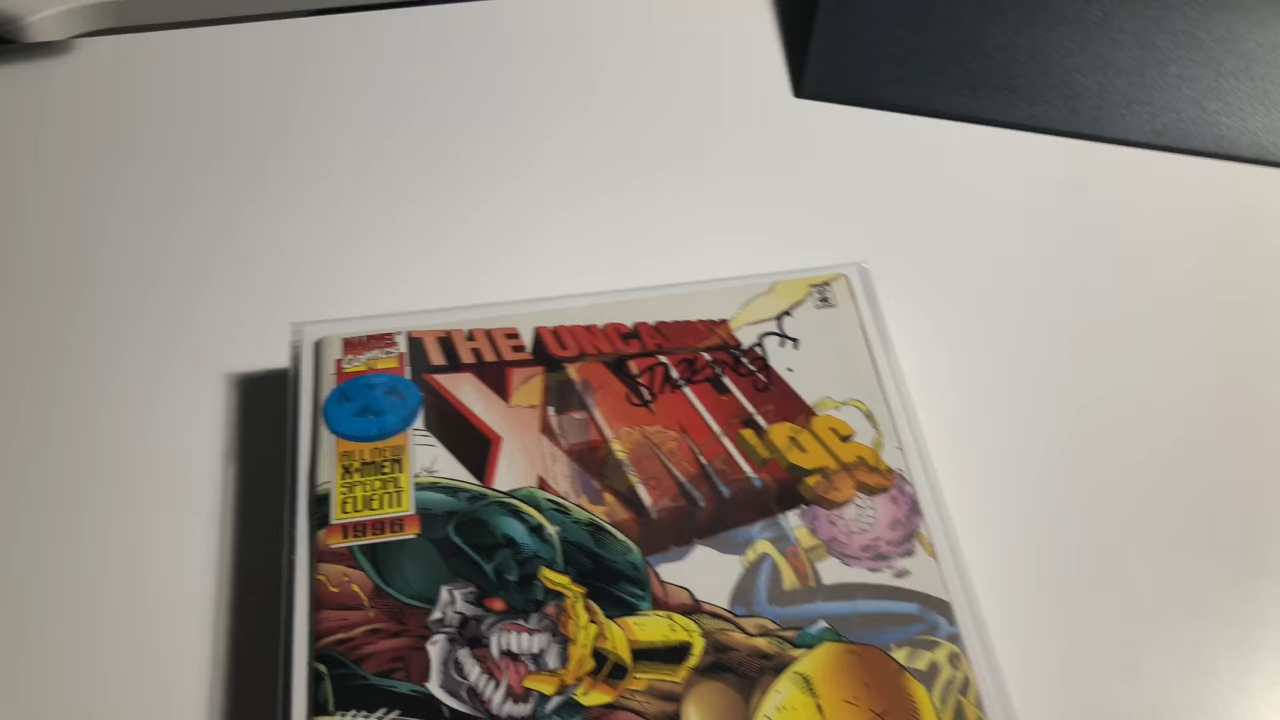 MARVEL
COMICS
THE UNCANNY
X-MEN
'96
ALL NEW
X-MEN
SPECIAL
EVENT
1996